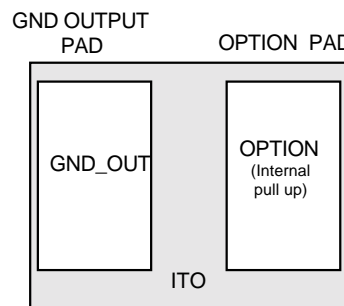 GND OUTPUT
PAD
OPTION PAD
GND_OUT
OPTION
(Internal
pull up)
ITO